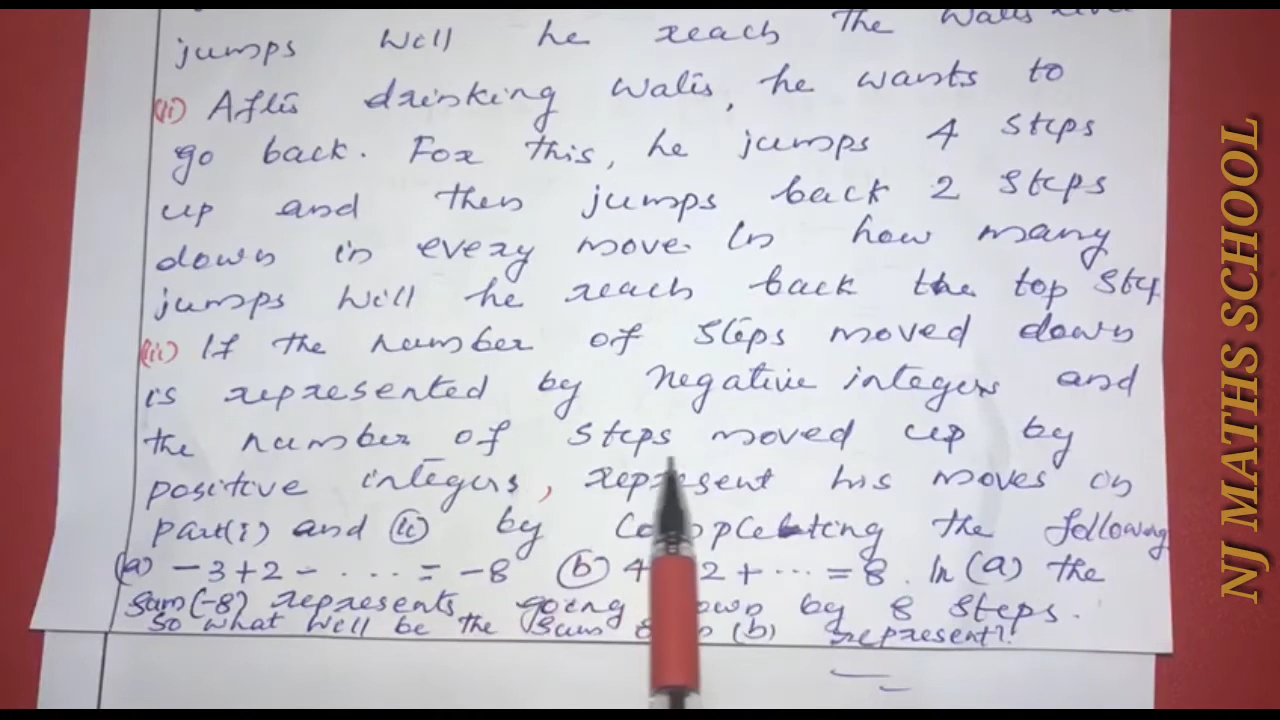 jumps will he reach the water level
(ii) After drinking water, he wants to
go back. For this, he jumps 4 steps
up and then jumps back 2 steps
down in every move. In how many
jumps will he reach back the top step
(iii) If the number of steps moved down
is represented by negative integers and
the number of steps moved up by
positive integers, represent his moves in
part(i) and (ii) by completing the following
(a) -3+2- .... = -8 (b) 4 2+... = 8. In (a) the
sum(-8) represents going down by 8 steps.
So what will be the sum 8 (b) represent?
NJ MATHS SCHOOL